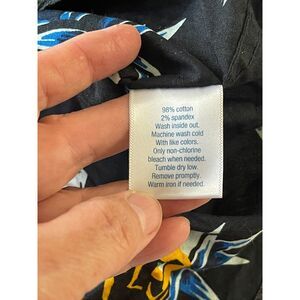 98% cotton
2% spandex
Wash inside out.
Machine wash cold
With like colors.
Only non-chlorine
bleach when needed.
Tumble dry low.
Remove promptly.
Warm iron if needed.